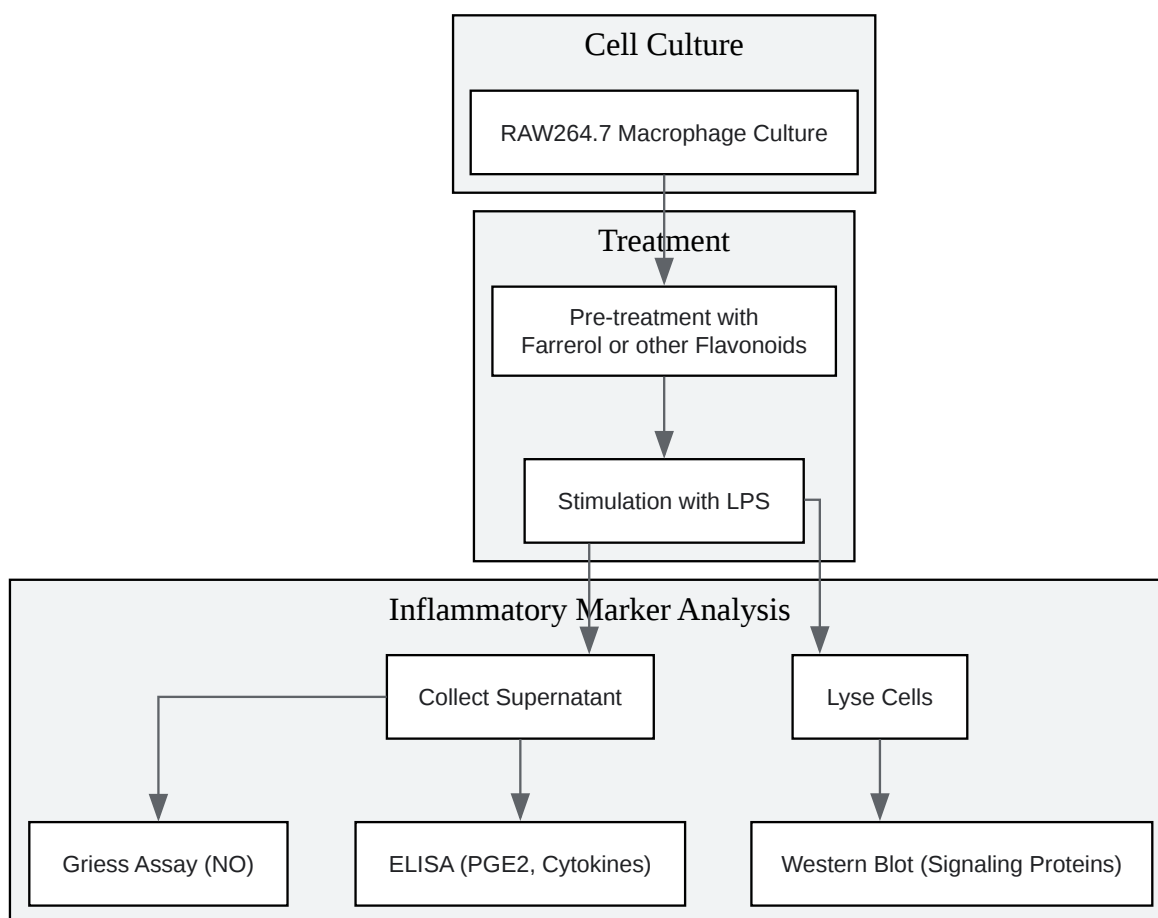 Cell Culture
RAW264.7 Macrophage Culture
Treatment
Pre-treatment with
Farrerol or other Flavonoids
Stimulation with LPS
Inflammatory Marker Analysis
Collect Supernatant
Lyse Cells
Griess Assay (NO)
ELISA (PGE2, Cytokines)
Western Blot (Signaling Proteins)